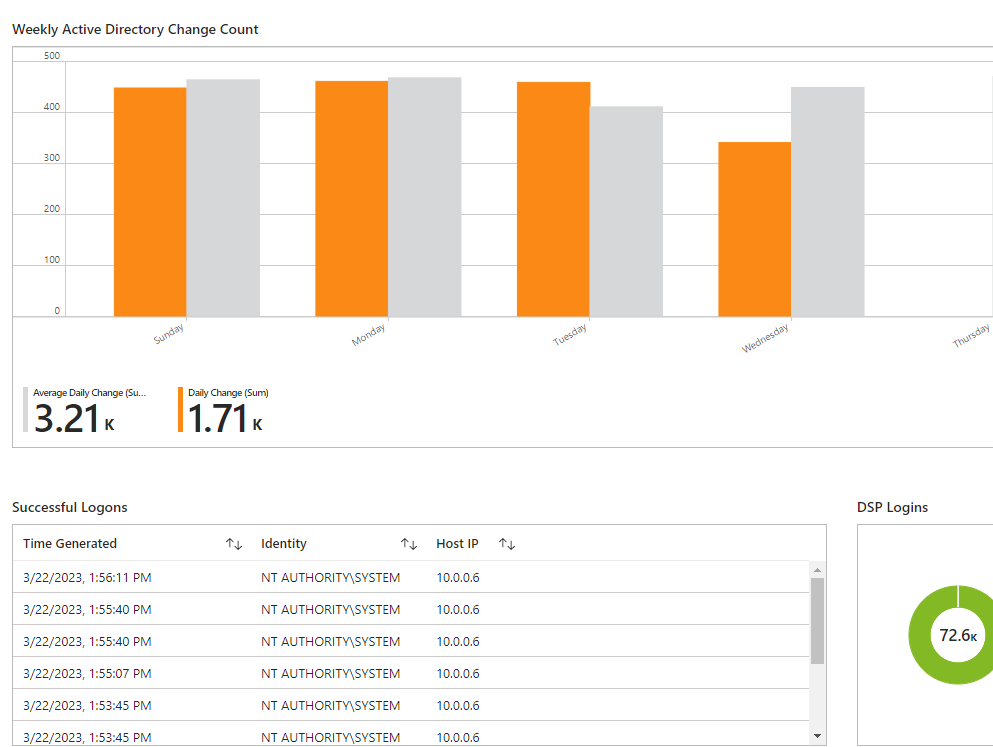 Weekly Active Directory Change Count
500
400
300
200
100
0
Sunday
Monday
Tuesday
Wednesday
Thursday
Average Daily Change (Su...
3.21 K
Daily Change (Sum)
1.71 K
Successful Logons
Time Generated Identity Host IP
3/22/2023, 1:56:11 PM NT AUTHORITY\SYSTEM 10.0.0.6
3/22/2023, 1:55:40 PM NT AUTHORITY\SYSTEM 10.0.0.6
3/22/2023, 1:55:40 PM NT AUTHORITY\SYSTEM 10.0.0.6
3/22/2023, 1:55:07 PM NT AUTHORITY\SYSTEM 10.0.0.6
3/22/2023, 1:53:45 PM NT AUTHORITY\SYSTEM 10.0.0.6
3/22/2023, 1:53:45 PM NT AUTHORITY\SYSTEM 10.0.0.6
DSP Logins
72.6K